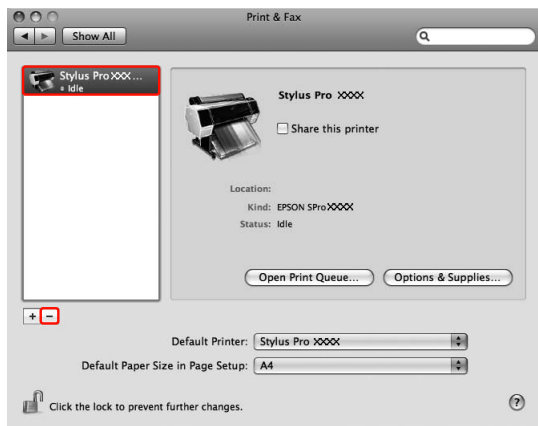 Print & Fax
Show All
Stylus Pro XXX...
Idle
Stylus Pro XXXX
Share this printer
Location:
Kind: EPSON SPro XXXX
Status: Idle
Open Print Queue...
Options & Supplies...
+ −
Default Printer: Stylus Pro XXXX
Default Paper Size in Page Setup: A4
Click the lock to prevent further changes.
?